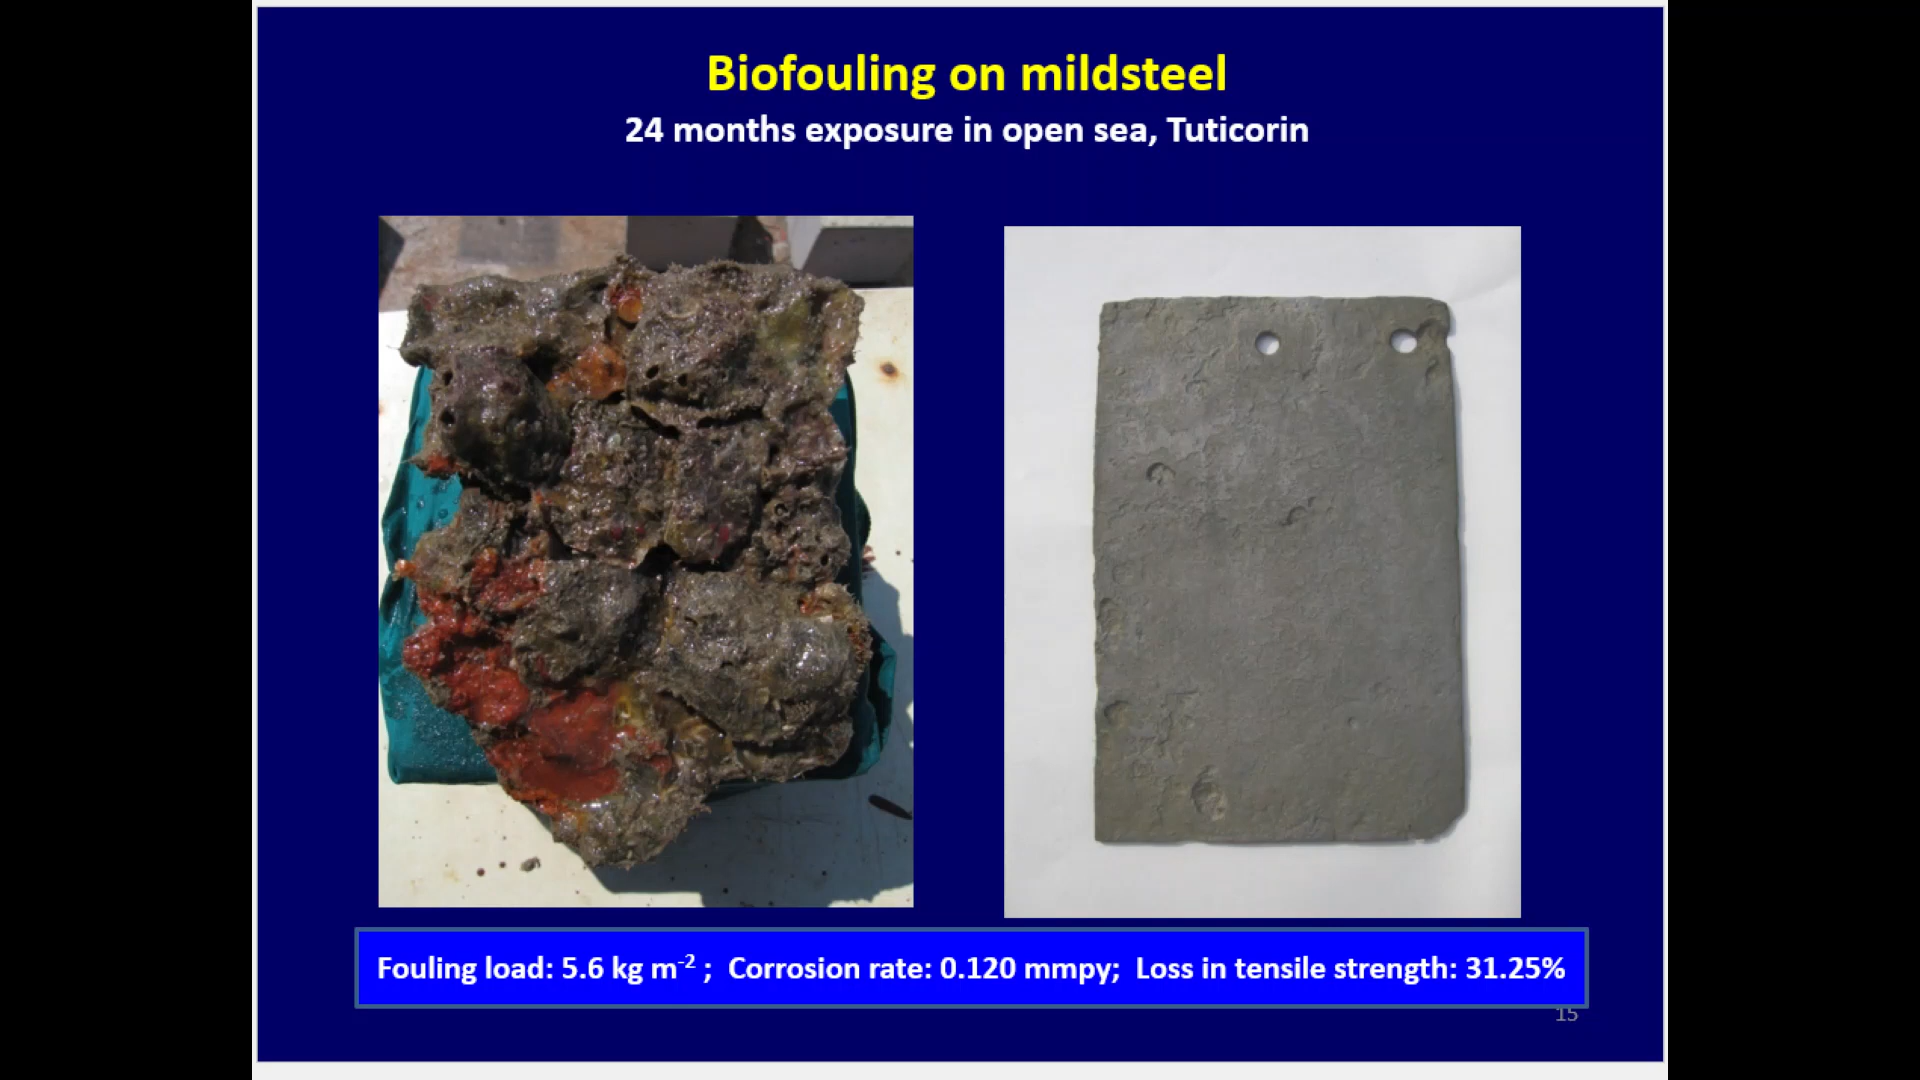 Biofouling on mildsteel
24 months exposure in open sea, Tuticorin
Fouling load: 5.6 kg m-2 ; Corrosion rate: 0.120 mmpy; Loss in tensile strength: 31.25%
15